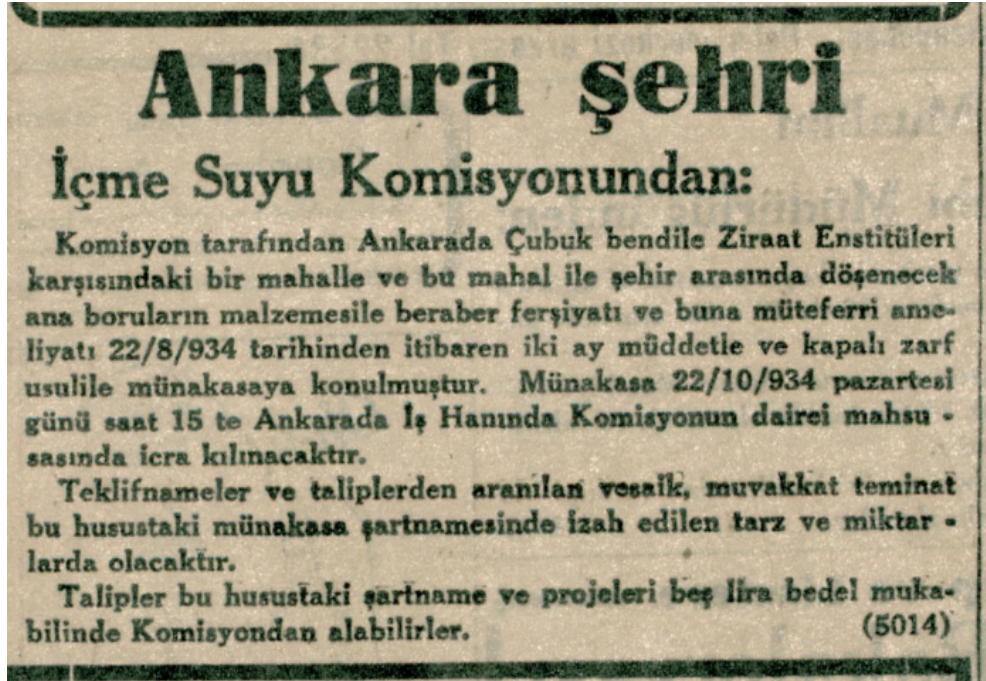 Ankara şehri
İçme Suyu Komisyonundan:
Komisyon tarafından Ankarada Çubuk bendile Ziraat Enstitüleri
karşısındaki bir mahalle ve bu mahal ile şehir arasında döşenecek
ana boruların malzemesile beraber ferşiyatı ve buna müteferri ame-
liyatı 22/8/934 tarihinden itibaren iki ay müddetle ve kapalı zarf
usulile münakasaya konulmuştur. Münakasa 22/10/934 pazartesi
günü saat 15 te Ankarada İş Hanında Komisyonun dairei mahsu -
sasında icra kılınacaktır.
Teklifnameler ve taliplerden aranılan vesaik, muvakkat teminat
bu husustaki münakasa şartnamesinde izah edilen tarz ve miktar -
larda olacaktır.
Talipler bu husustaki şartname ve projeleri beş lira bedel muka-
bilinde Komisyondan alabilirler. (5014)